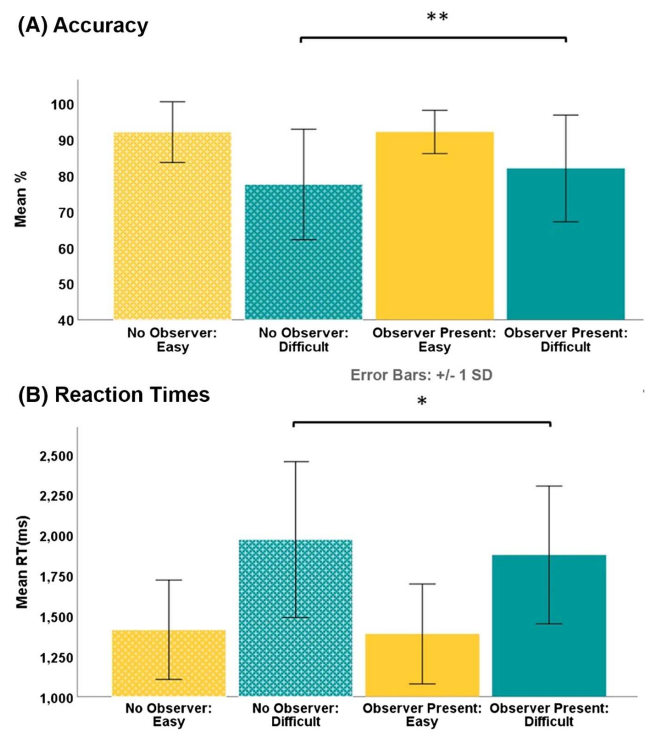 (A) Accuracy
**
100
90
80
70
60
50
40
Mean %
No Observer:
Easy
No Observer:
Difficult
Observer Present:
Easy
Observer Present:
Difficult
Error Bars: +/- 1 SD
(B) Reaction Times
*
2,500
2,250
2,000
1,750
1,500
1,250
1,000
Mean RT(ms)
No Observer:
Easy
No Observer:
Difficult
Observer Present:
Easy
Observer Present:
Difficult